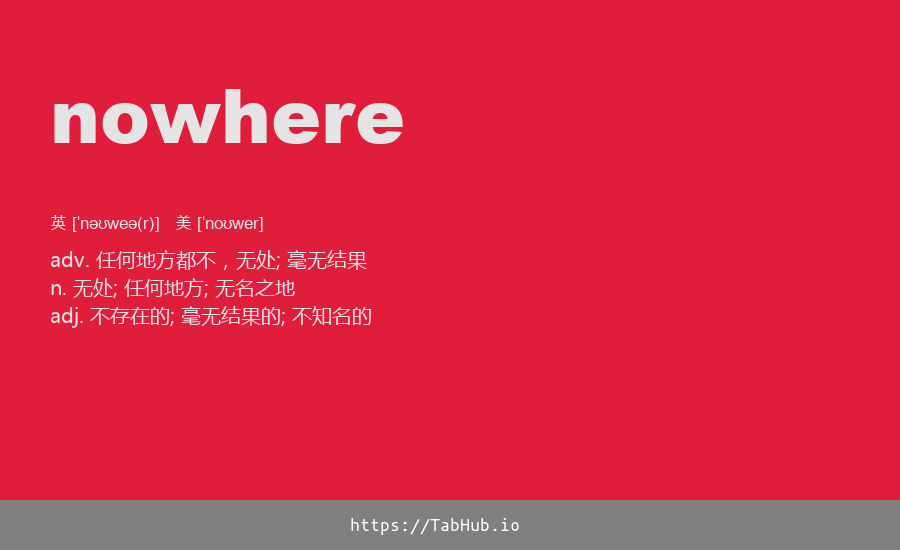 nowhere
英 [ˈnəʊweə(r)] 美 [ˈnoʊwer]
adv. 任何地方都不，无处; 毫无结果
n. 无处; 任何地方; 无名之地
adj. 不存在的; 毫无结果的; 不知名的
https://TabHub.io